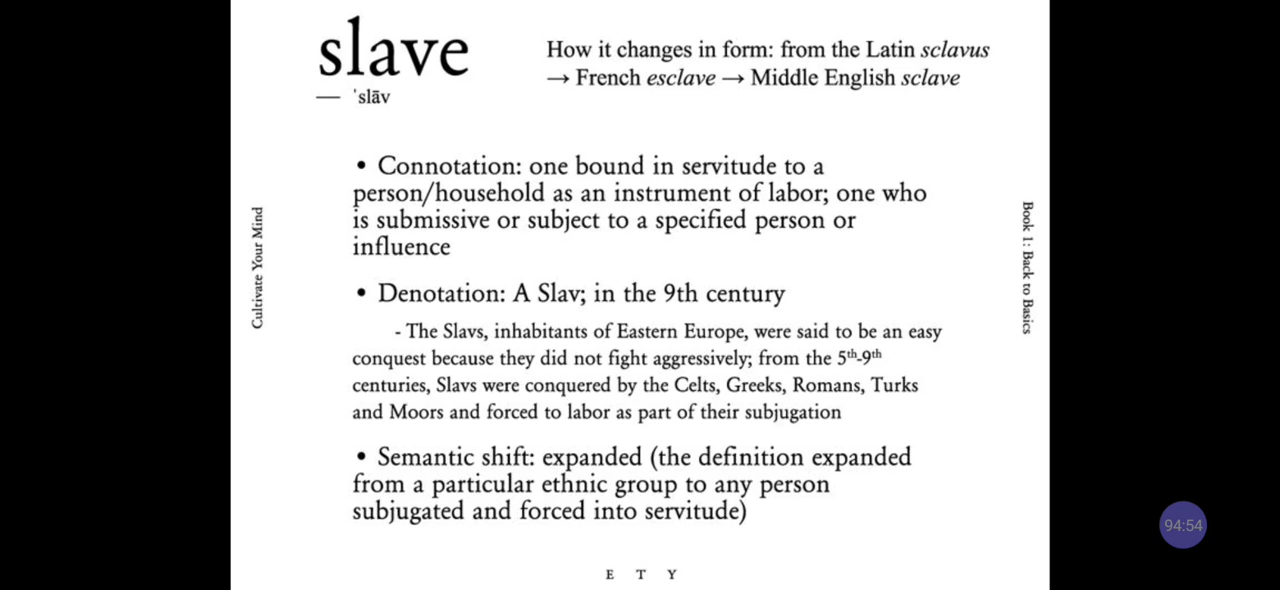 slave
— ˈslāv
How it changes in form: from the Latin sclavus
→ French esclave → Middle English sclave
• Connotation: one bound in servitude to a
person/household as an instrument of labor; one who
is submissive or subject to a specified person or
influence
• Denotation: A Slav; in the 9th century
- The Slavs, inhabitants of Eastern Europe, were said to be an easy
conquest because they did not fight aggressively; from the 5th-9th
centuries, Slavs were conquered by the Celts, Greeks, Romans, Turks
and Moors and forced to labor as part of their subjugation
• Semantic shift: expanded (the definition expanded
from a particular ethnic group to any person
subjugated and forced into servitude)
Cultivate Your Mind
Book 1: Back to Basics
E T Y
94:54